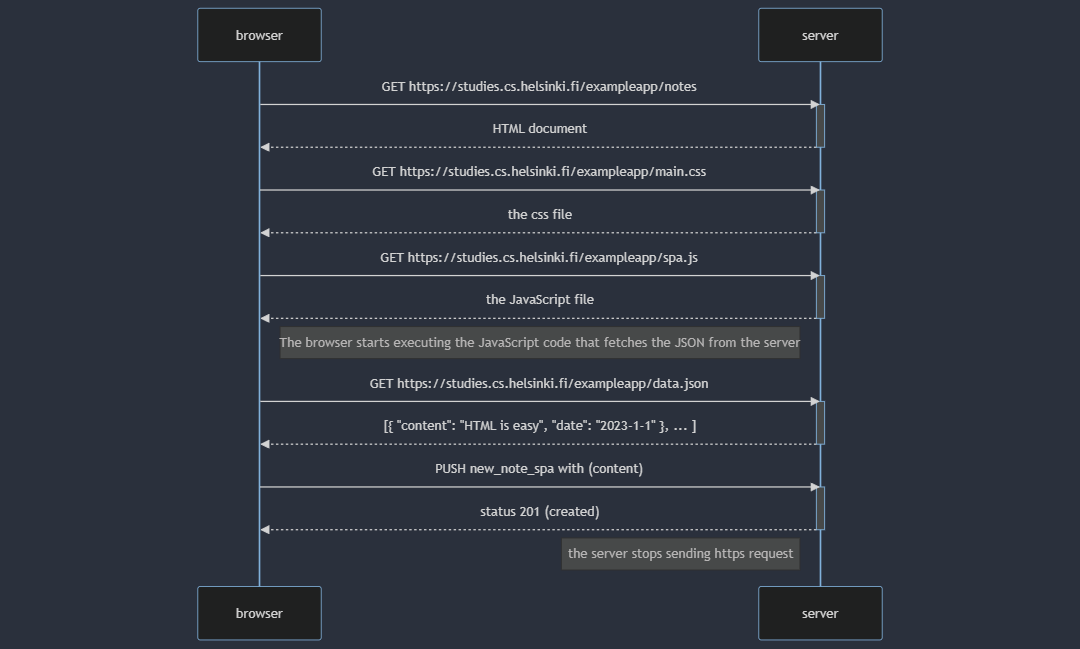 browser server
GET https://studies.cs.helsinki.fi/exampleapp/notes
HTML document
GET https://studies.cs.helsinki.fi/exampleapp/main.css
the css file
GET https://studies.cs.helsinki.fi/exampleapp/spa.js
the JavaScript file
The browser starts executing the JavaScript code that fetches the JSON from the server
GET https://studies.cs.helsinki.fi/exampleapp/data.json
[{ "content": "HTML is easy", "date": "2023-1-1" }, ... ]
PUSH new_note_spa with (content)
status 201 (created)
the server stops sending https request
browser server